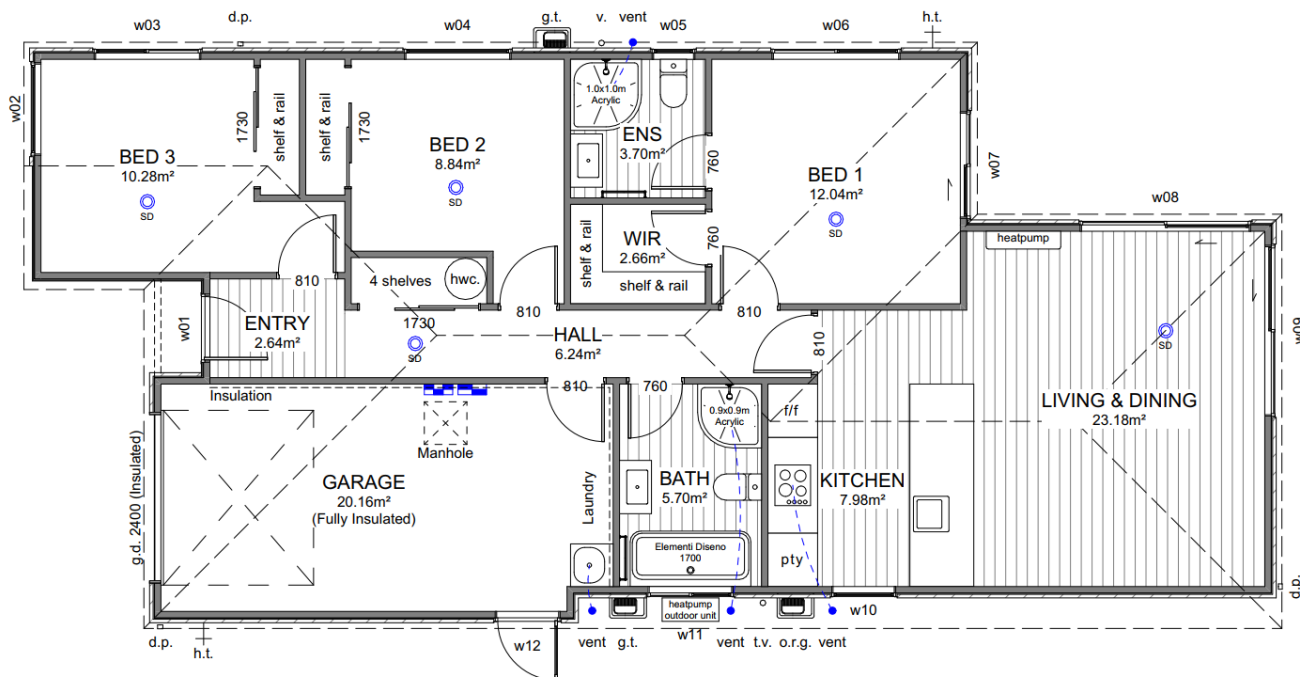 w03
d.p.
w04
g.t.
v.
vent
w05
w06
h.t.
w02
BED 3
10.28m²
SD
1730
shelf & rail
shelf & rail
1730
BED 2
8.84m²
SD
1.0x1.0m
Acrylic
ENS
3.70m²
760
BED 1
12.04m²
SD
w07
w08
heatpump
WIR
2.66m²
shelf & rail
shelf & rail
760
4 shelves
hwc.
810
810
810
810
w01
ENTRY
2.64m²
1730
SD
HALL
6.24m²
SD
w09
LIVING & DINING
23.18m²
Insulation
810
760
Manhole
0.9x0.9m
Acrylic
f/f
g.d. 2400 (Insulated)
GARAGE
20.16m²
(Fully Insulated)
Laundry
BATH
5.70m²
KITCHEN
7.98m²
Elementi Diseno
1700
pty
d.p.
heatpump
outdoor unit
w10
d.p.
h.t.
w12
vent
g.t.
w11
vent
t.v.
o.r.g.
vent